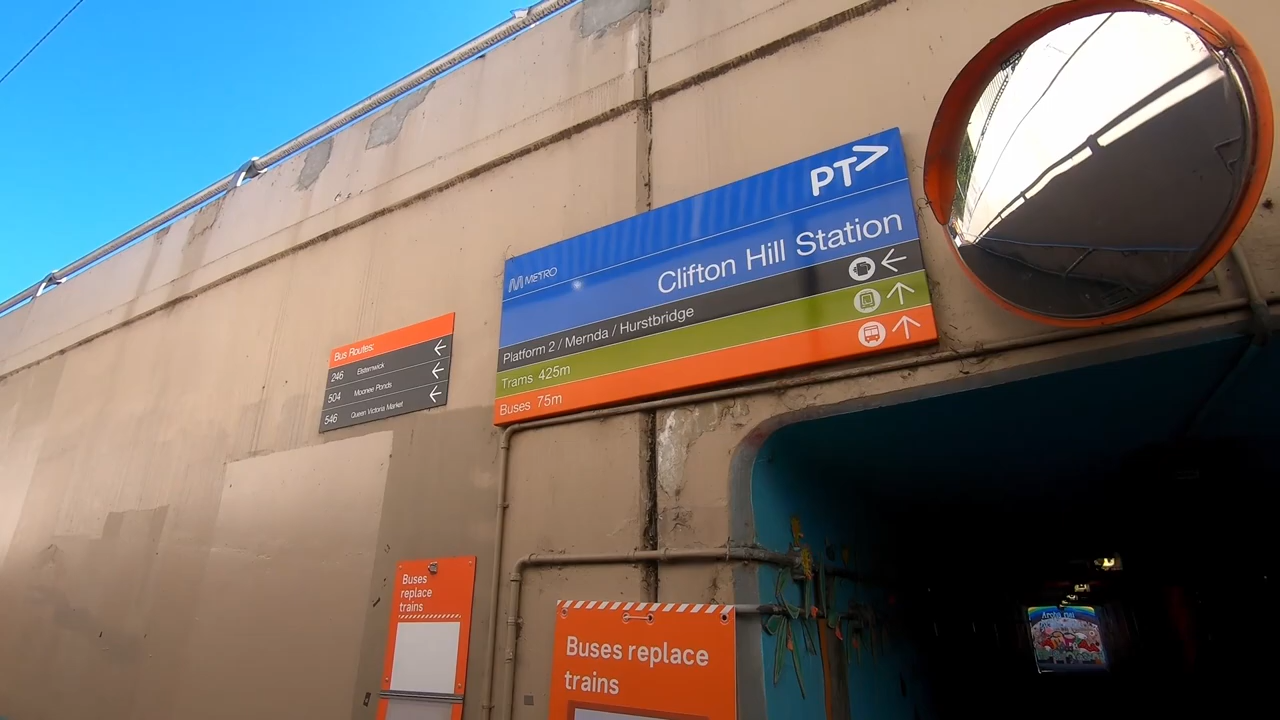 PT>
METRO
Clifton Hill Station
Platform 2 / Mernda / Hurstbridge
Trams 425m
Buses 75m
Bus Routes:
246 Elsternwick
504 Moonee Ponds
546 Queen Victoria Market
Buses
replace
trains
Buses replace
trains